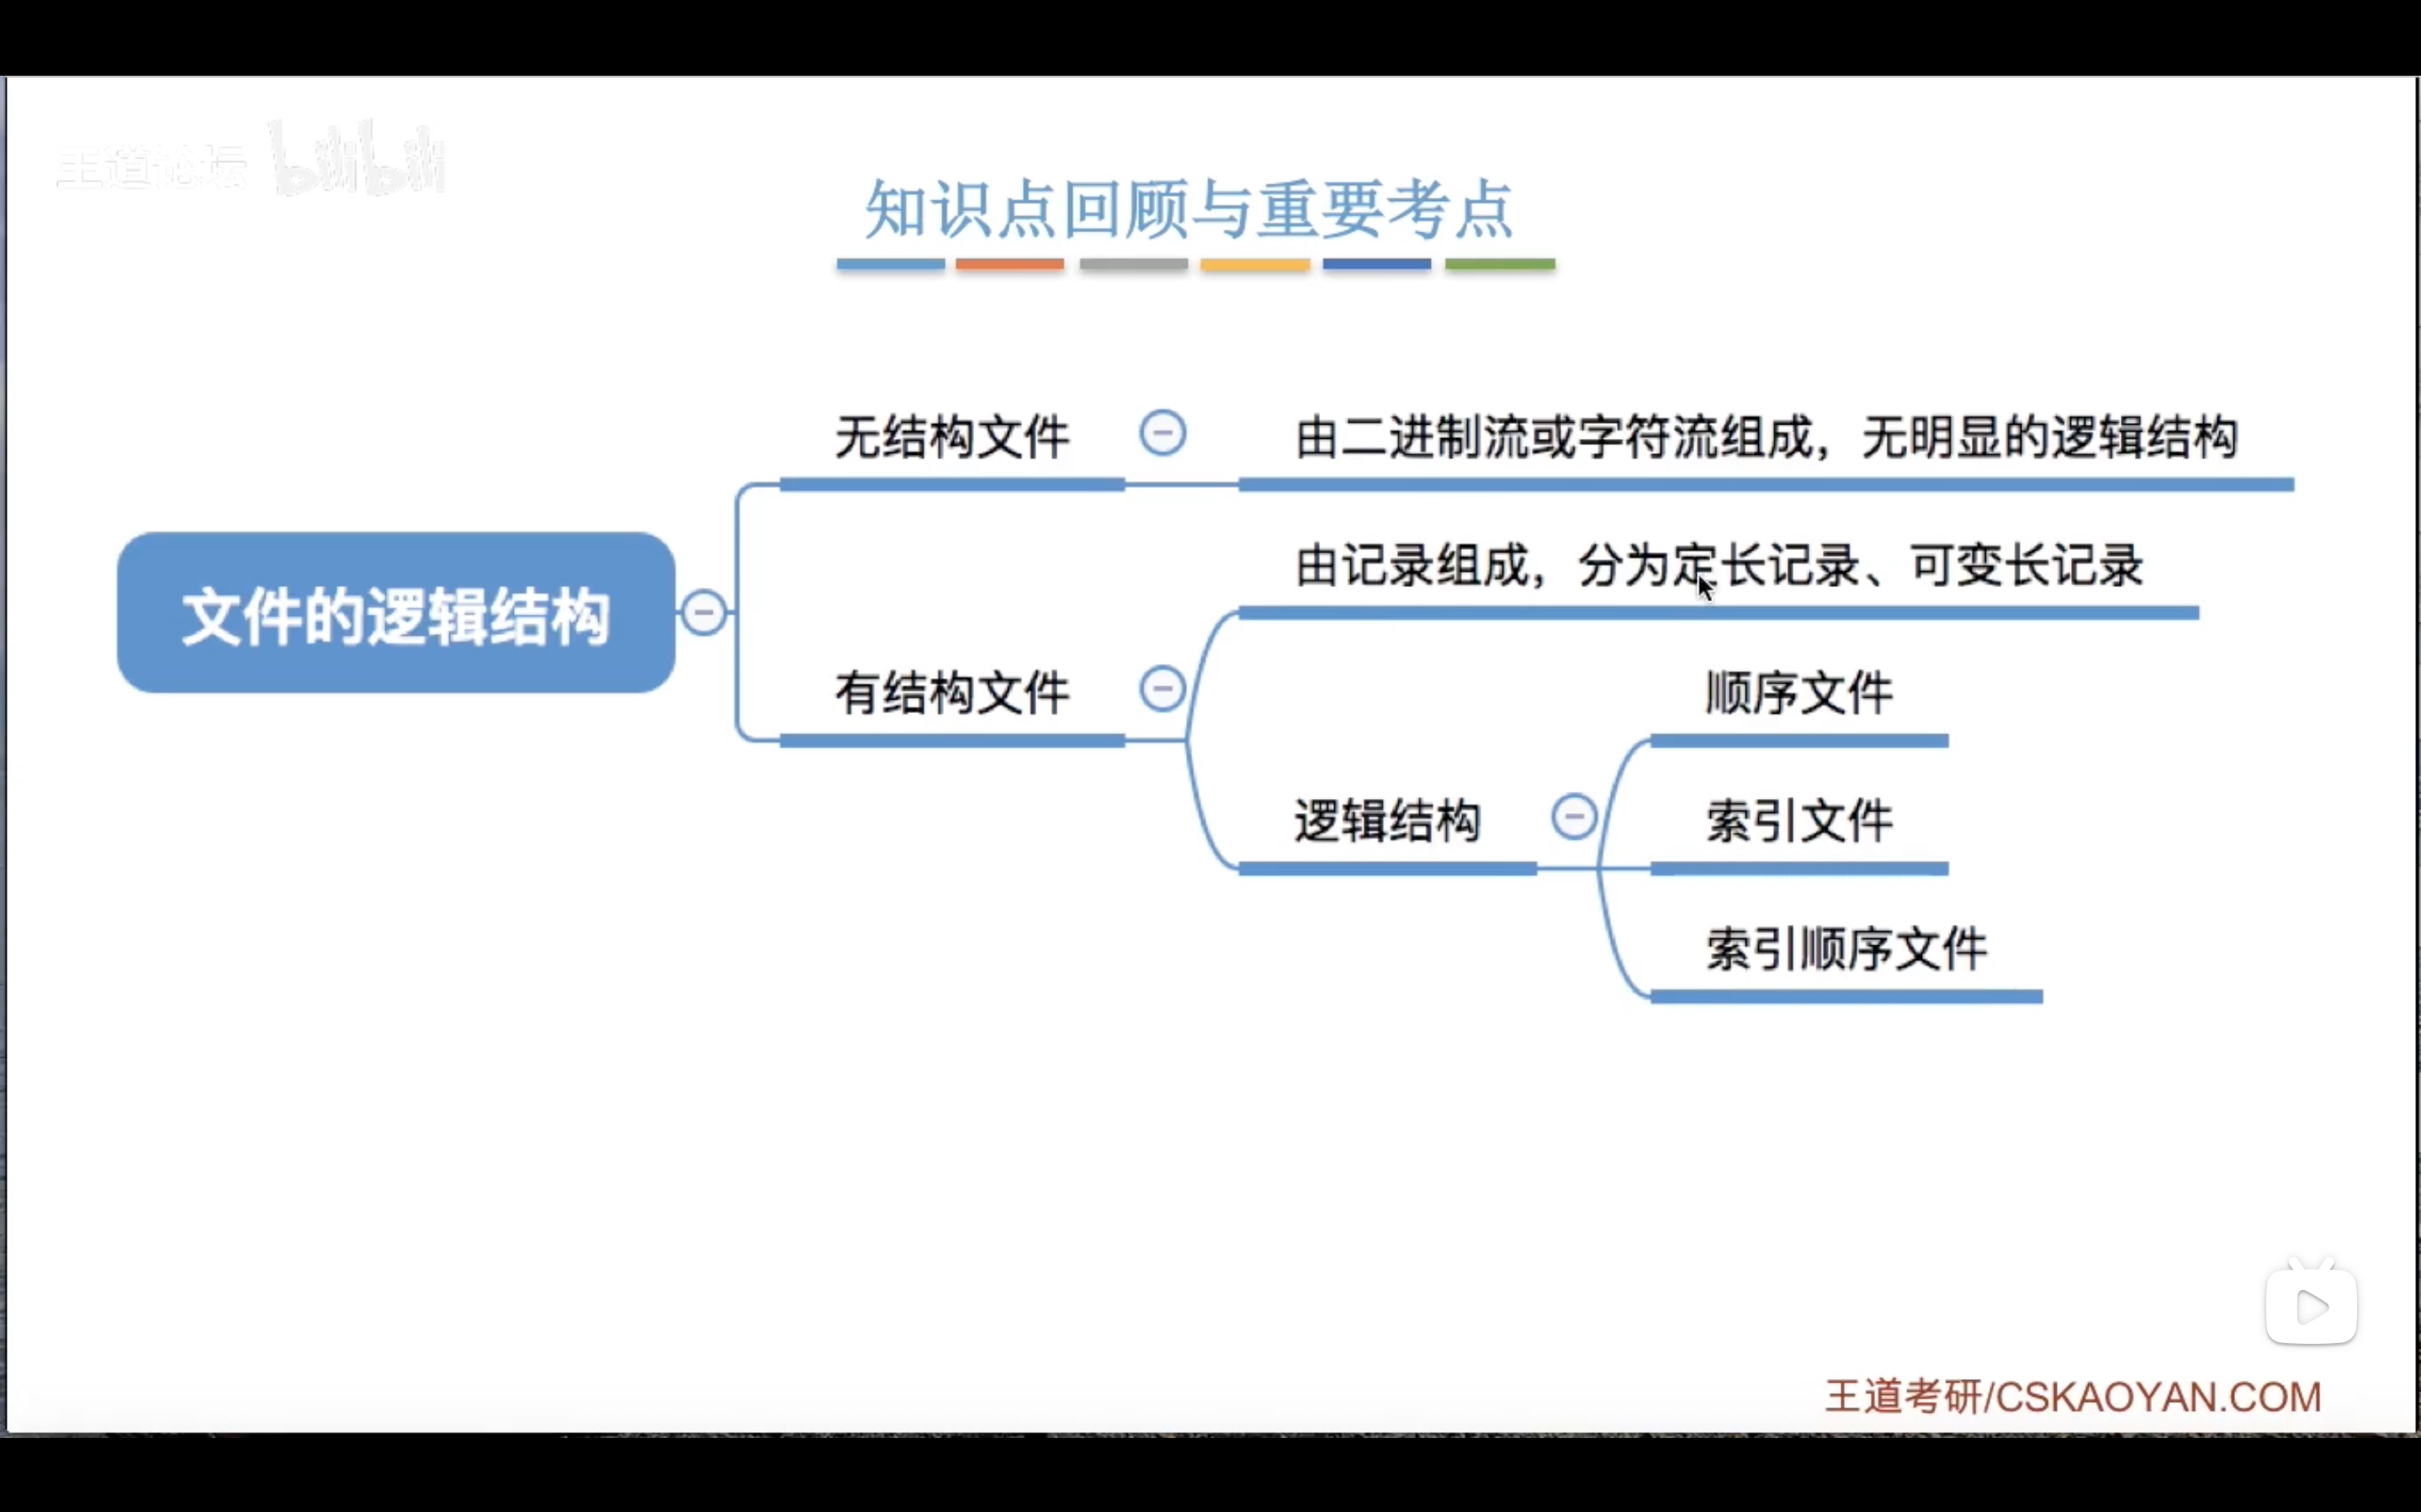 王道论坛 bilibili
知识点回顾与重要考点
无结构文件
由二进制流或字符流组成，无明显的逻辑结构
由记录组成，分为定长记录、可变长记录
文件的逻辑结构
有结构文件
顺序文件
逻辑结构
索引文件
索引顺序文件
王道考研/CSKAOYAN.COM